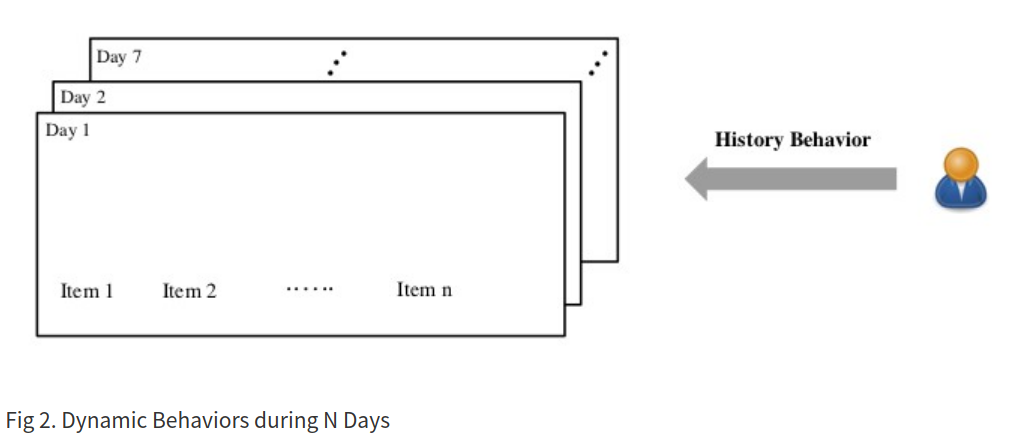 Day 7
Day 2
Day 1
History Behavior
Item 1 Item 2 ······ Item n
Fig 2. Dynamic Behaviors during N Days